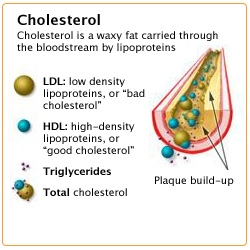 Cholesterol
Cholesterol is a waxy fat carried through
the bloodstream by lipoproteins
LDL: low density
lipoproteins, or “bad
cholesterol”
HDL: high-density
lipoproteins, or
“good cholesterol”
Triglycerides
Total cholesterol
Plaque build-up